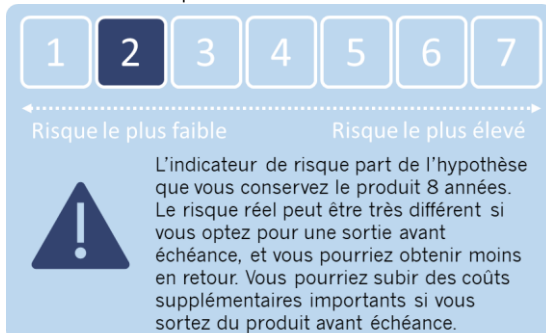 1 2 3 4 5 6 7
Risque le plus faible Risque le plus élevé
L'indicateur de risque part de l'hypothèse
que vous conservez le produit 8 années.
Le risque réel peut être très différent si
vous optez pour une sortie avant
échéance, et vous pourriez obtenir moins
en retour. Vous pourriez subir des coûts
supplémentaires importants si vous
sortez du produit avant échéance.